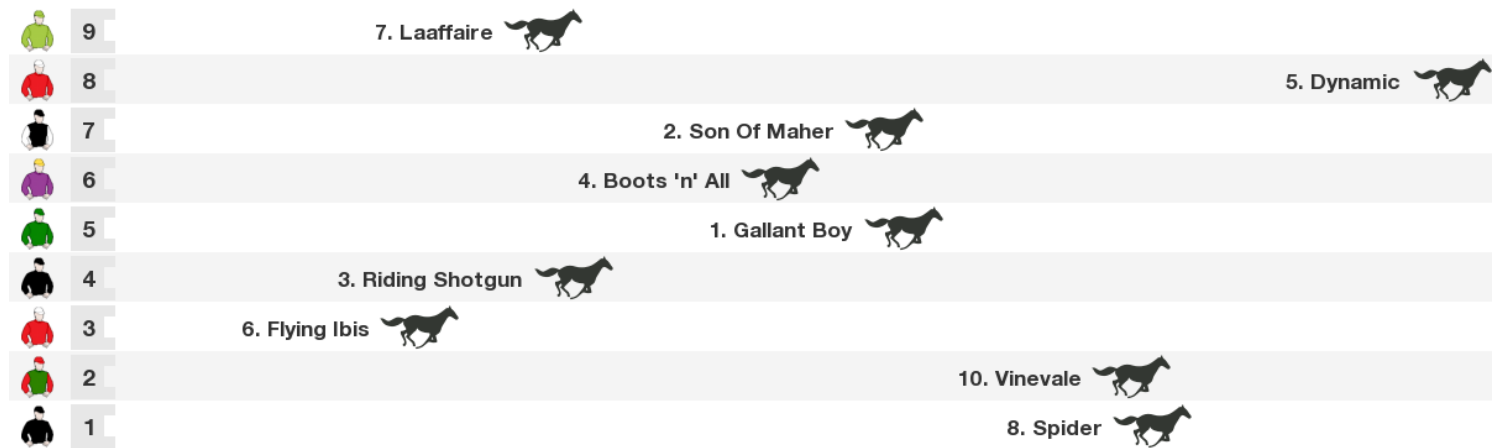 9 7. Laaffaire
8 5. Dynamic
7 2. Son Of Maher
6 4. Boots 'n' All
5 1. Gallant Boy
4 3. Riding Shotgun
3 6. Flying Ibis
2 10. Vinevale
1 8. Spider